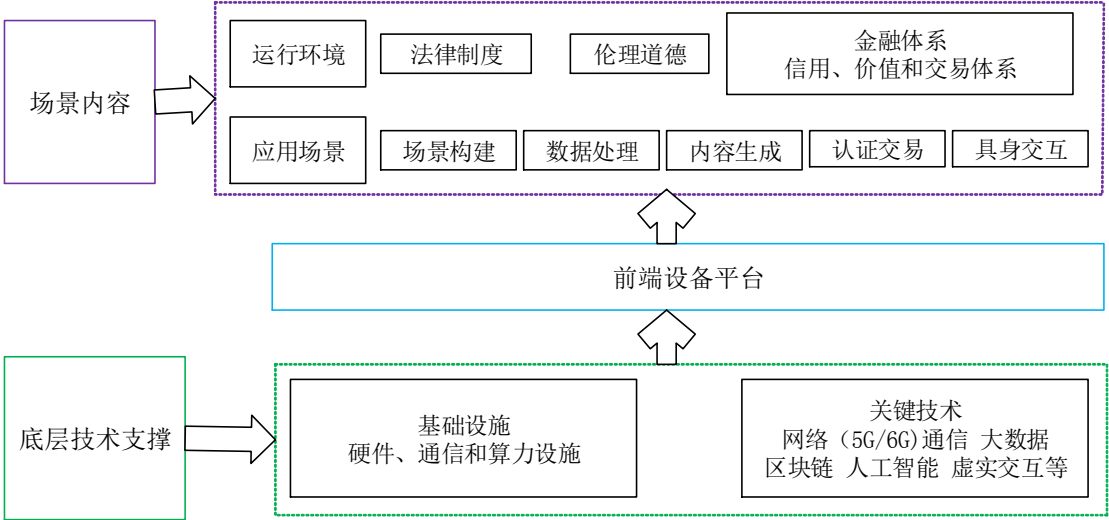 场景内容
运行环境
法律制度
伦理道德
金融体系
信用、价值和交易体系
应用场景
场景构建
数据处理
内容生成
认证交易
具身交互
前端设备平台
底层技术支撑
基础设施
硬件、通信和算力设施
关键技术
网络（5G/6G)通信 大数据
区块链 人工智能 虚实交互等